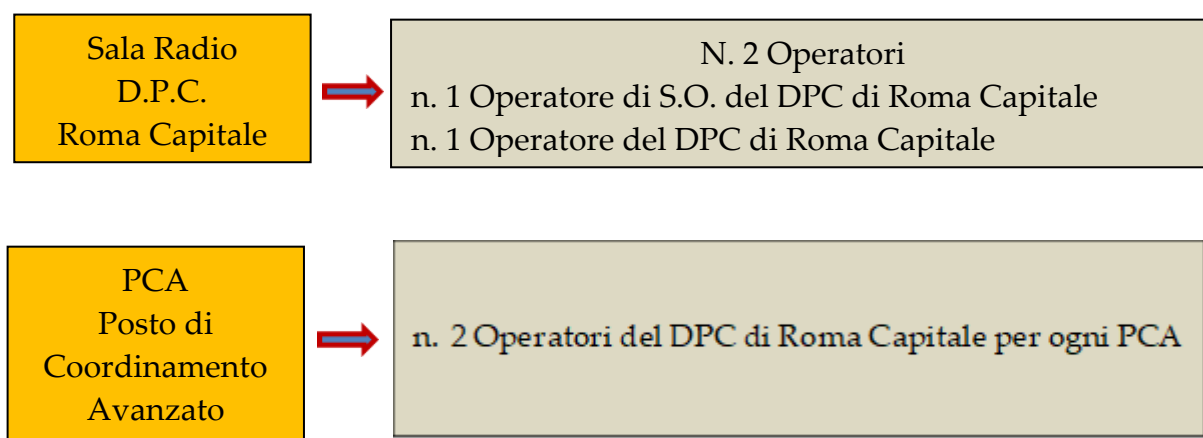 Sala Radio
D.P.C.
Roma Capitale
N. 2 Operatori
n. 1 Operatore di S.O. del DPC di Roma Capitale
n. 1 Operatore del DPC di Roma Capitale
PCA
Posto di
Coordinamento
Avanzato
n. 2 Operatori del DPC di Roma Capitale per ogni PCA